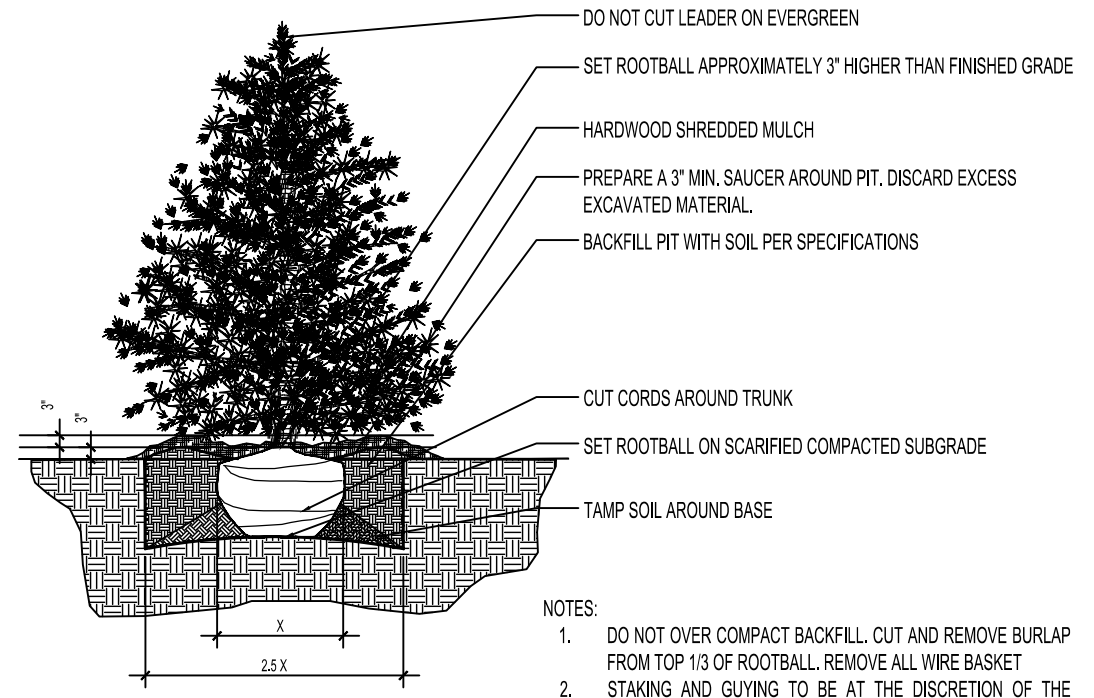 DO NOT CUT LEADER ON EVERGREEN
SET ROOTBALL APPROXIMATELY 3" HIGHER THAN FINISHED GRADE
HARDWOOD SHREDDED MULCH
PREPARE A 3" MIN. SAUCER AROUND PIT. DISCARD EXCESS
EXCAVATED MATERIAL.
BACKFILL PIT WITH SOIL PER SPECIFICATIONS
3"
3"
CUT CORDS AROUND TRUNK
SET ROOTBALL ON SCARIFIED COMPACTED SUBGRADE
TAMP SOIL AROUND BASE
X
2.5 X
NOTES:
1. DO NOT OVER COMPACT BACKFILL. CUT AND REMOVE BURLAP
FROM TOP 1/3 OF ROOTBALL. REMOVE ALL WIRE BASKET
2. STAKING AND GUYING TO BE AT THE DISCRETION OF THE